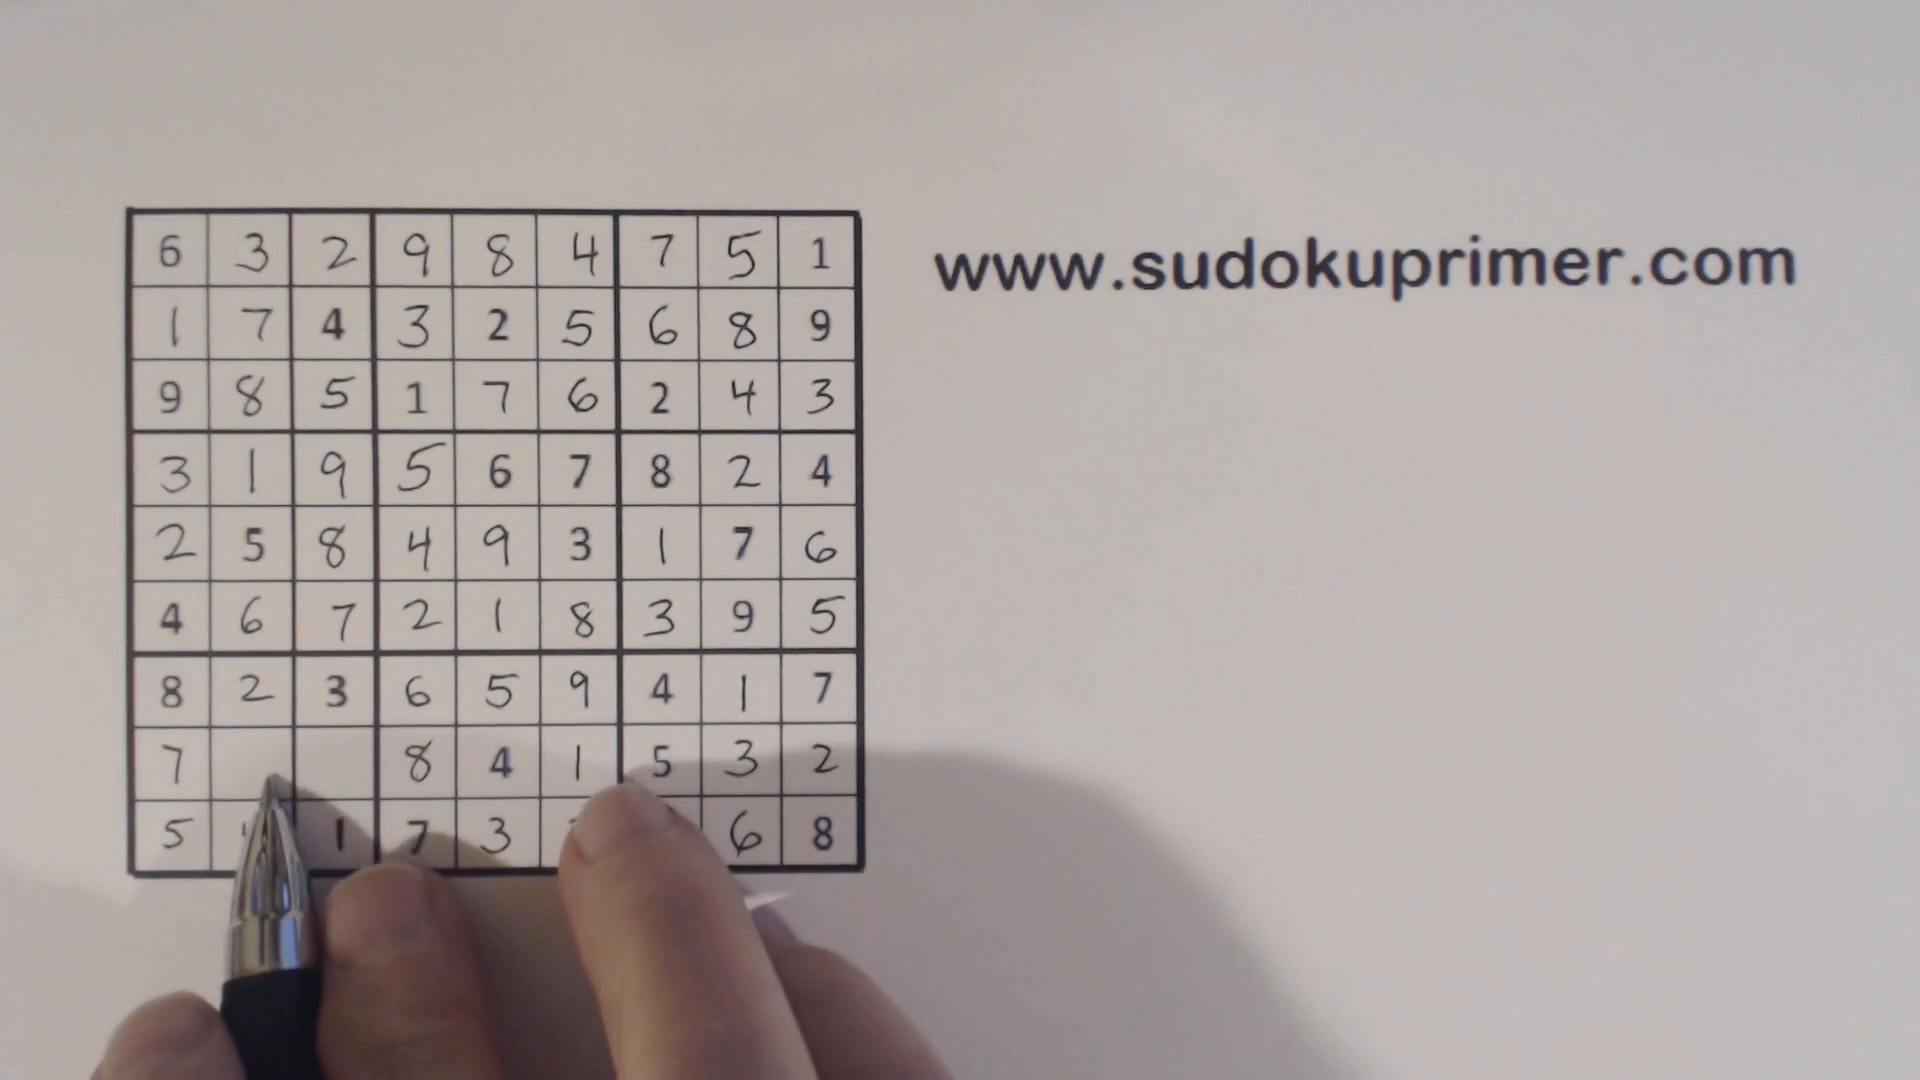 www.sudokuprimer.com
6 3 2 9 8 4 7 5 1
1 7 4 3 2 5 6 8 9
9 8 5 1 7 6 2 4 3
3 1 9 5 6 7 8 2 4
2 5 8 4 9 3 1 7 6
4 6 7 2 1 8 3 9 5
8 2 3 6 5 9 4 1 7
7 8 4 1 5 3 2
5 1 7 3 6 8